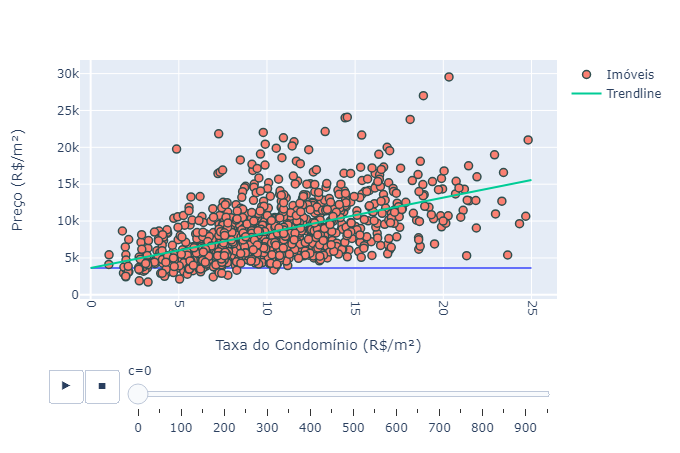 30k
25k
20k
15k
10k
5k
0
Preço (R$/m²)
0 5 10 15 20 25
Taxa do Condomínio (R$/m²)
Imóveis
Trendline
c=0
0 100 200 300 400 500 600 700 800 900